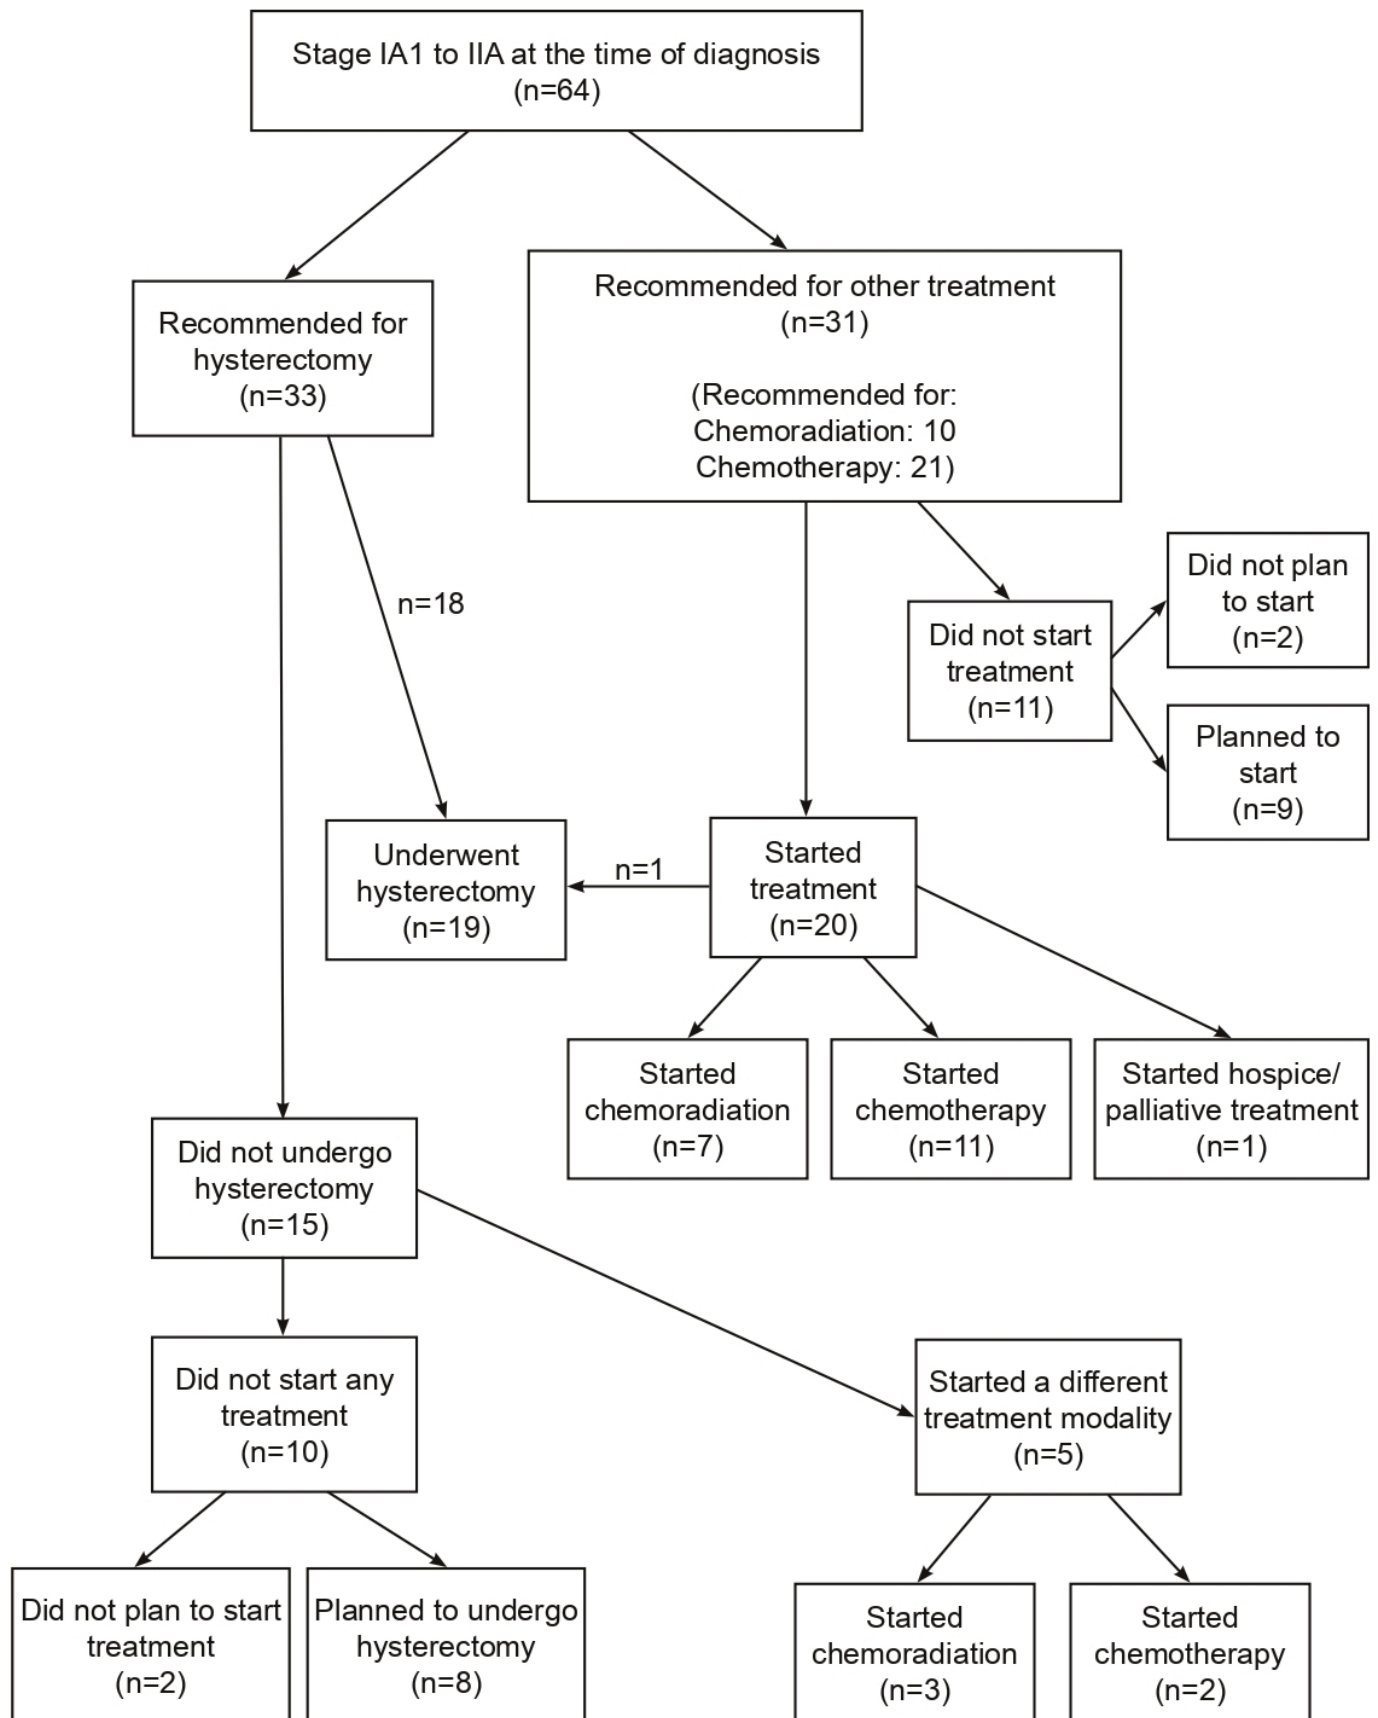 Stage IA1 to IIA at the time of diagnosis
(n=64)
Recommended for
hysterectomy
(n=33)
Recommended for other treatment
(n=31)
(Recommended for:
Chemoradiation: 10
Chemotherapy: 21)
n=18
Did not start
treatment
(n=11)
Did not plan
to start
(n=2)
Planned to
start
(n=9)
Underwent
hysterectomy
(n=19)
n=1
Started
treatment
(n=20)
Started
chemoradiation
(n=7)
Started
chemotherapy
(n=11)
Started hospice/
palliative treatment
(n=1)
Did not undergo
hysterectomy
(n=15)
Did not start any
treatment
(n=10)
Started a different
treatment modality
(n=5)
Did not plan to start
treatment
(n=2)
Planned to undergo
hysterectomy
(n=8)
Started
chemoradiation
(n=3)
Started
chemotherapy
(n=2)